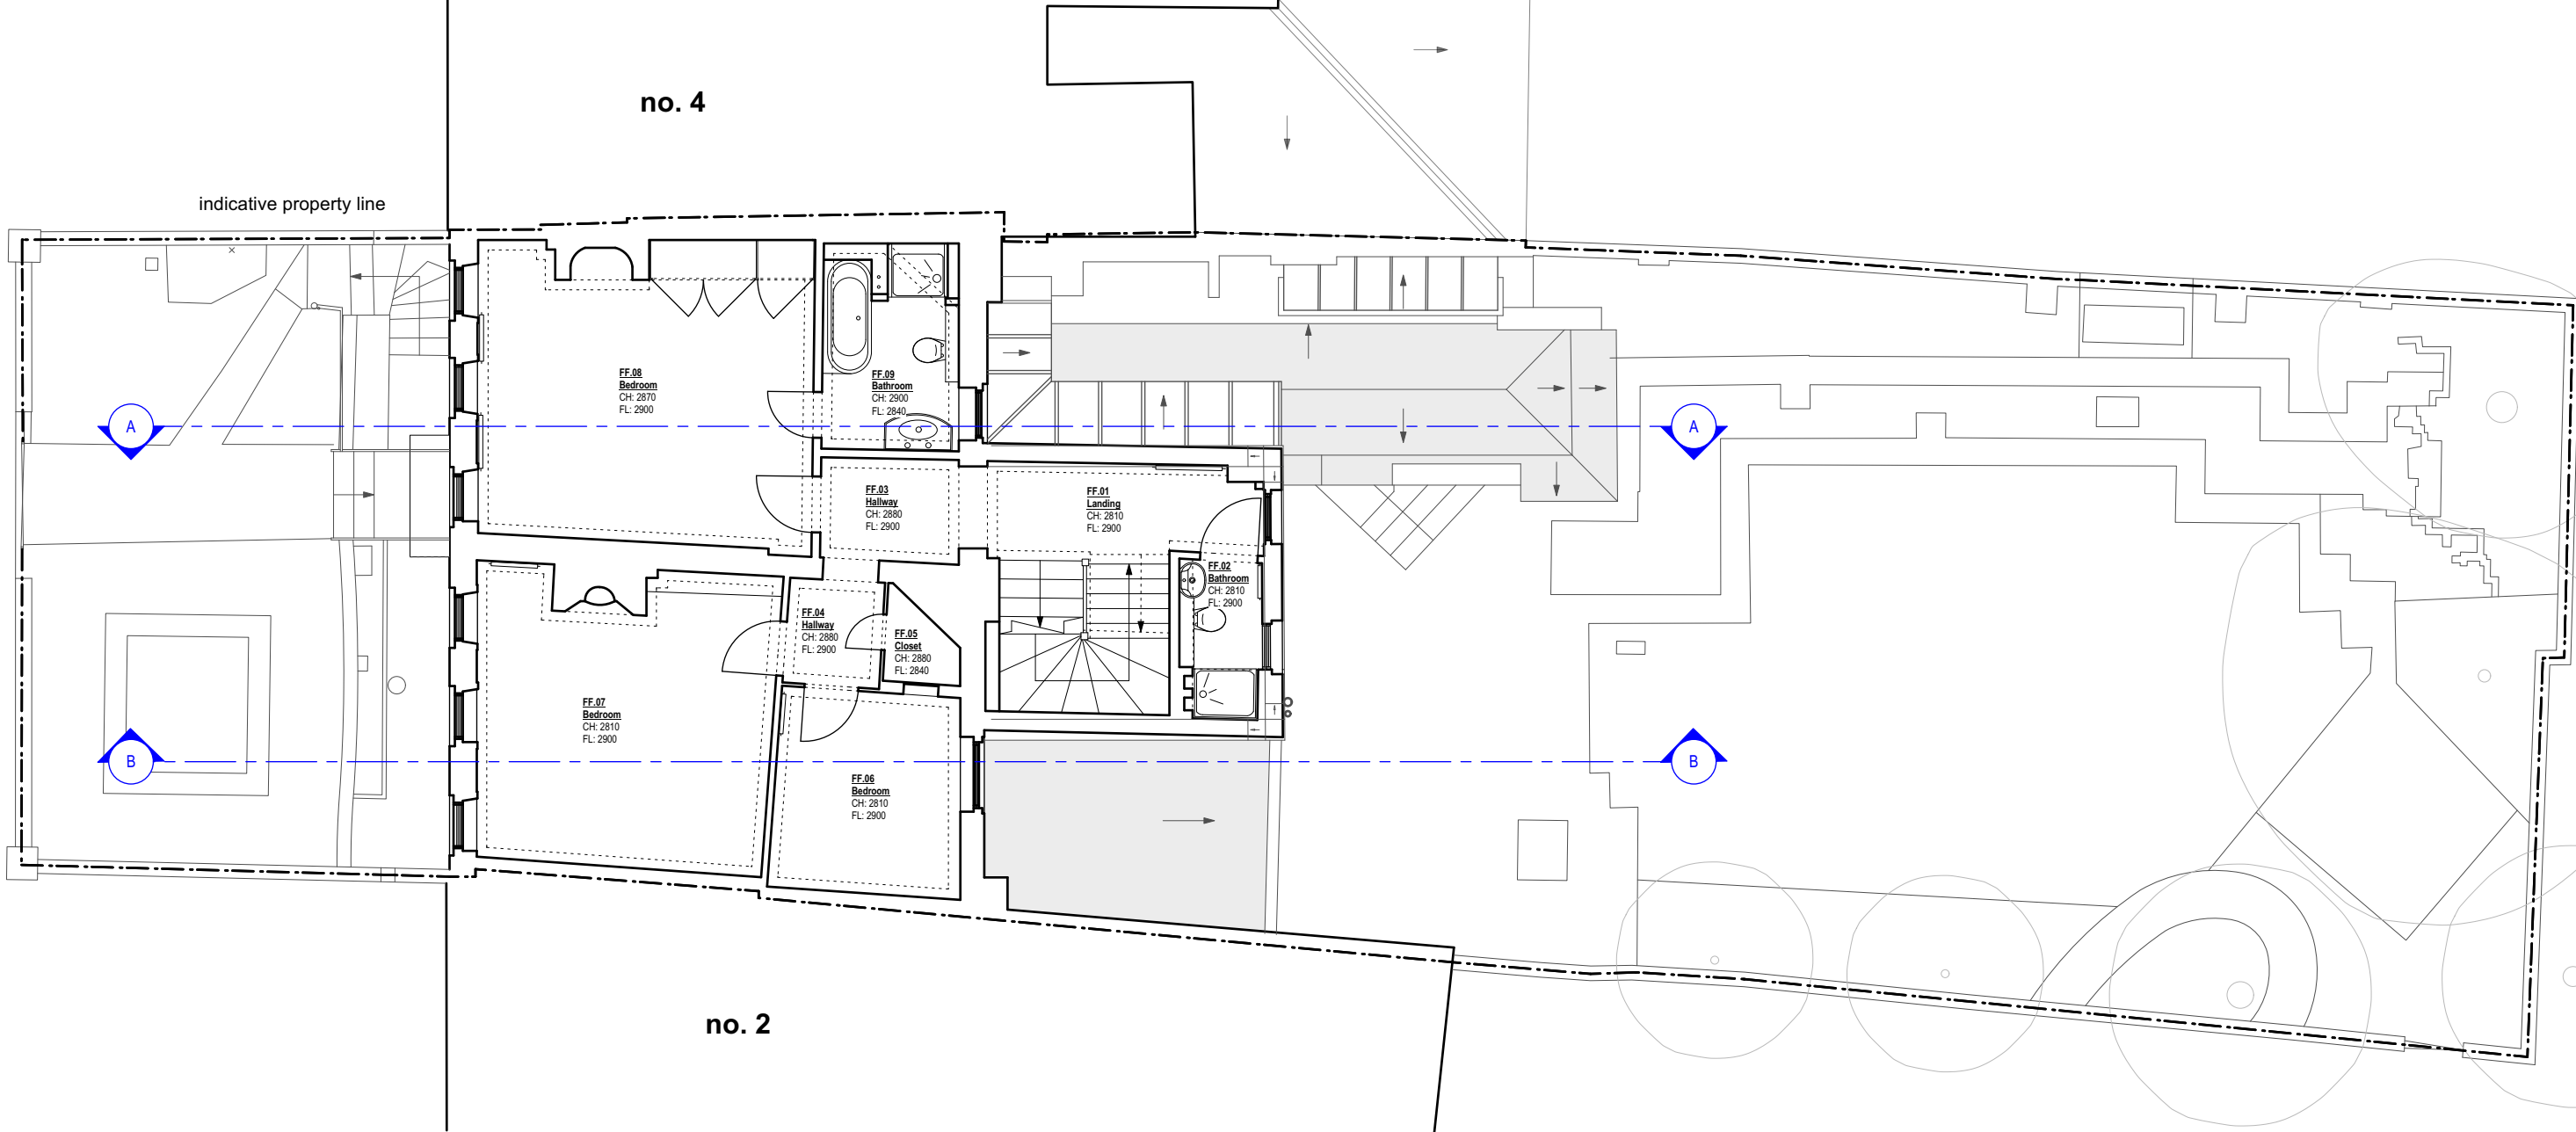 no. 4
indicative property line
FF.08
Bedroom
CH: 2870
FL: 2900
FF.09
Bathroom
CH: 2900
FL: 2840
A
A
FF.03
Hallway
CH: 2880
FL: 2900
FF.01
Landing
CH: 2810
FL: 2900
FF.02
Bathroom
CH: 2810
FL: 2900
FF.04
Hallway
CH: 2880
FL: 2900
FF.05
Closet
CH: 2880
FL: 2840
FF.07
Bedroom
CH: 2810
FL: 2900
B
B
FF.06
Bedroom
CH: 2810
FL: 2900
no. 2